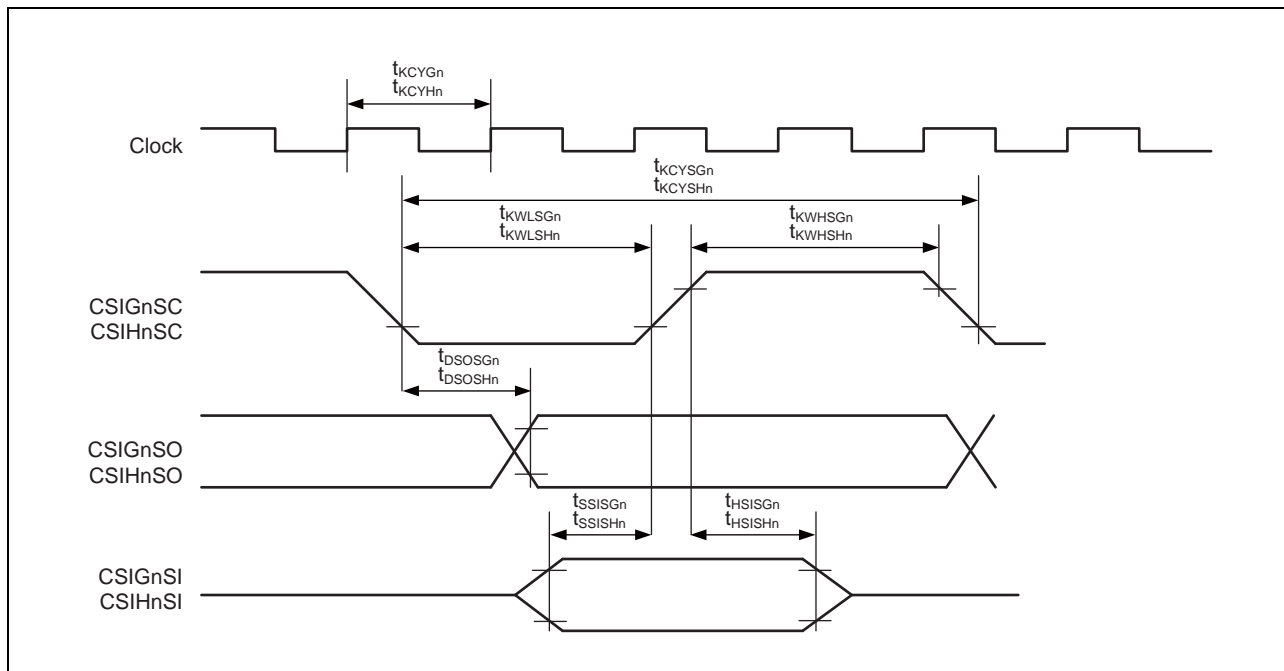 tKCYGn
tKCYHn
Clock
tKCYSGn
tKCYSHn
tKWLSGn
tKWLSHn
tKWHSGn
tKWHSHn
CSIGnSC
CSIHnSC
tDSOSGn
tDSOSHn
CSIGnSO
CSIHnSO
tSSISGn
tSSISHn
tHSISGn
tHSISHn
CSIGnSI
CSIHnSI